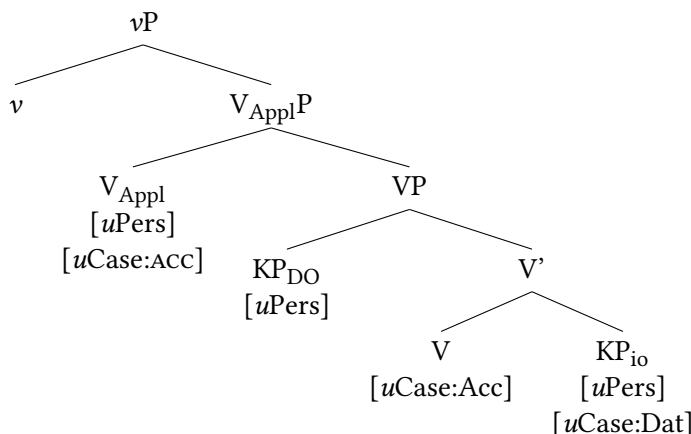 vP
v V_ApplP
V_Appl VP
[uPers]
[uCase:ACC] KP_DO V'
[uPers]
V KP_io
[uCase:Acc] [uPers]
[uCase:Dat]